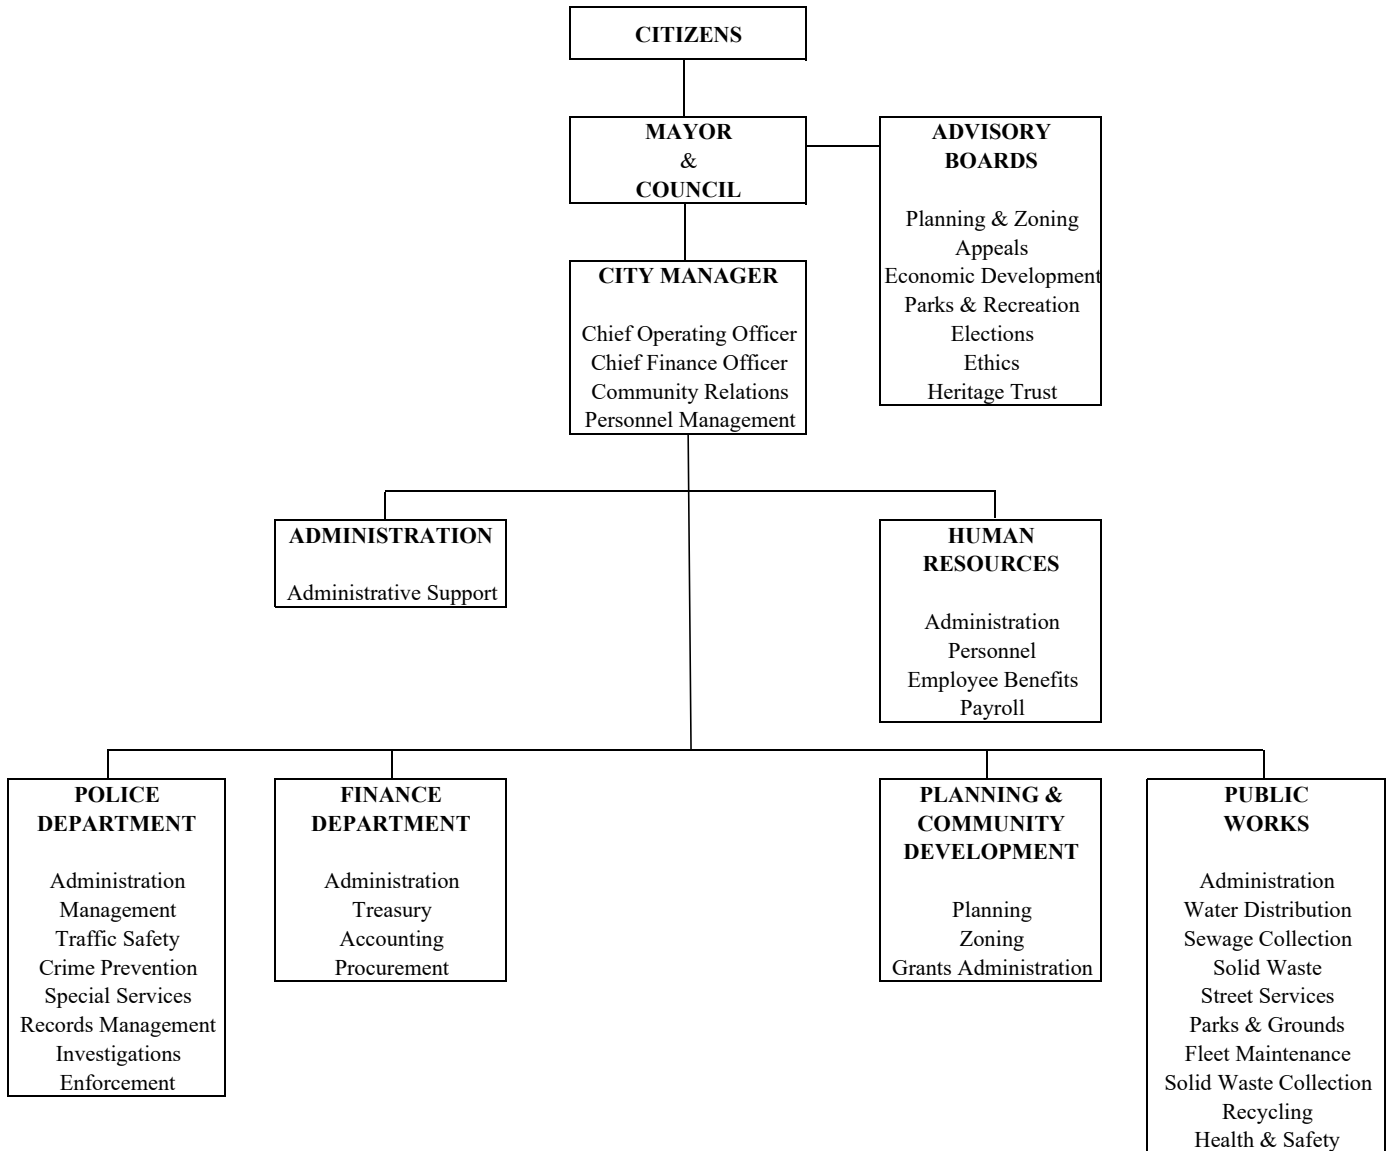 CITIZENS
MAYOR
&
COUNCIL
ADVISORY
BOARDS
Planning & Zoning
Appeals
Economic Development
Parks & Recreation
Elections
Ethics
Heritage Trust
CITY MANAGER
Chief Operating Officer
Chief Finance Officer
Community Relations
Personnel Management
ADMINISTRATION
Administrative Support
HUMAN
RESOURCES
Administration
Personnel
Employee Benefits
Payroll
POLICE
DEPARTMENT
Administration
Management
Traffic Safety
Crime Prevention
Special Services
Records Management
Investigations
Enforcement
FINANCE
DEPARTMENT
Administration
Treasury
Accounting
Procurement
PLANNING &
COMMUNITY
DEVELOPMENT
Planning
Zoning
Grants Administration
PUBLIC
WORKS
Administration
Water Distribution
Sewage Collection
Solid Waste
Street Services
Parks & Grounds
Fleet Maintenance
Solid Waste Collection
Recycling
Health & Safety